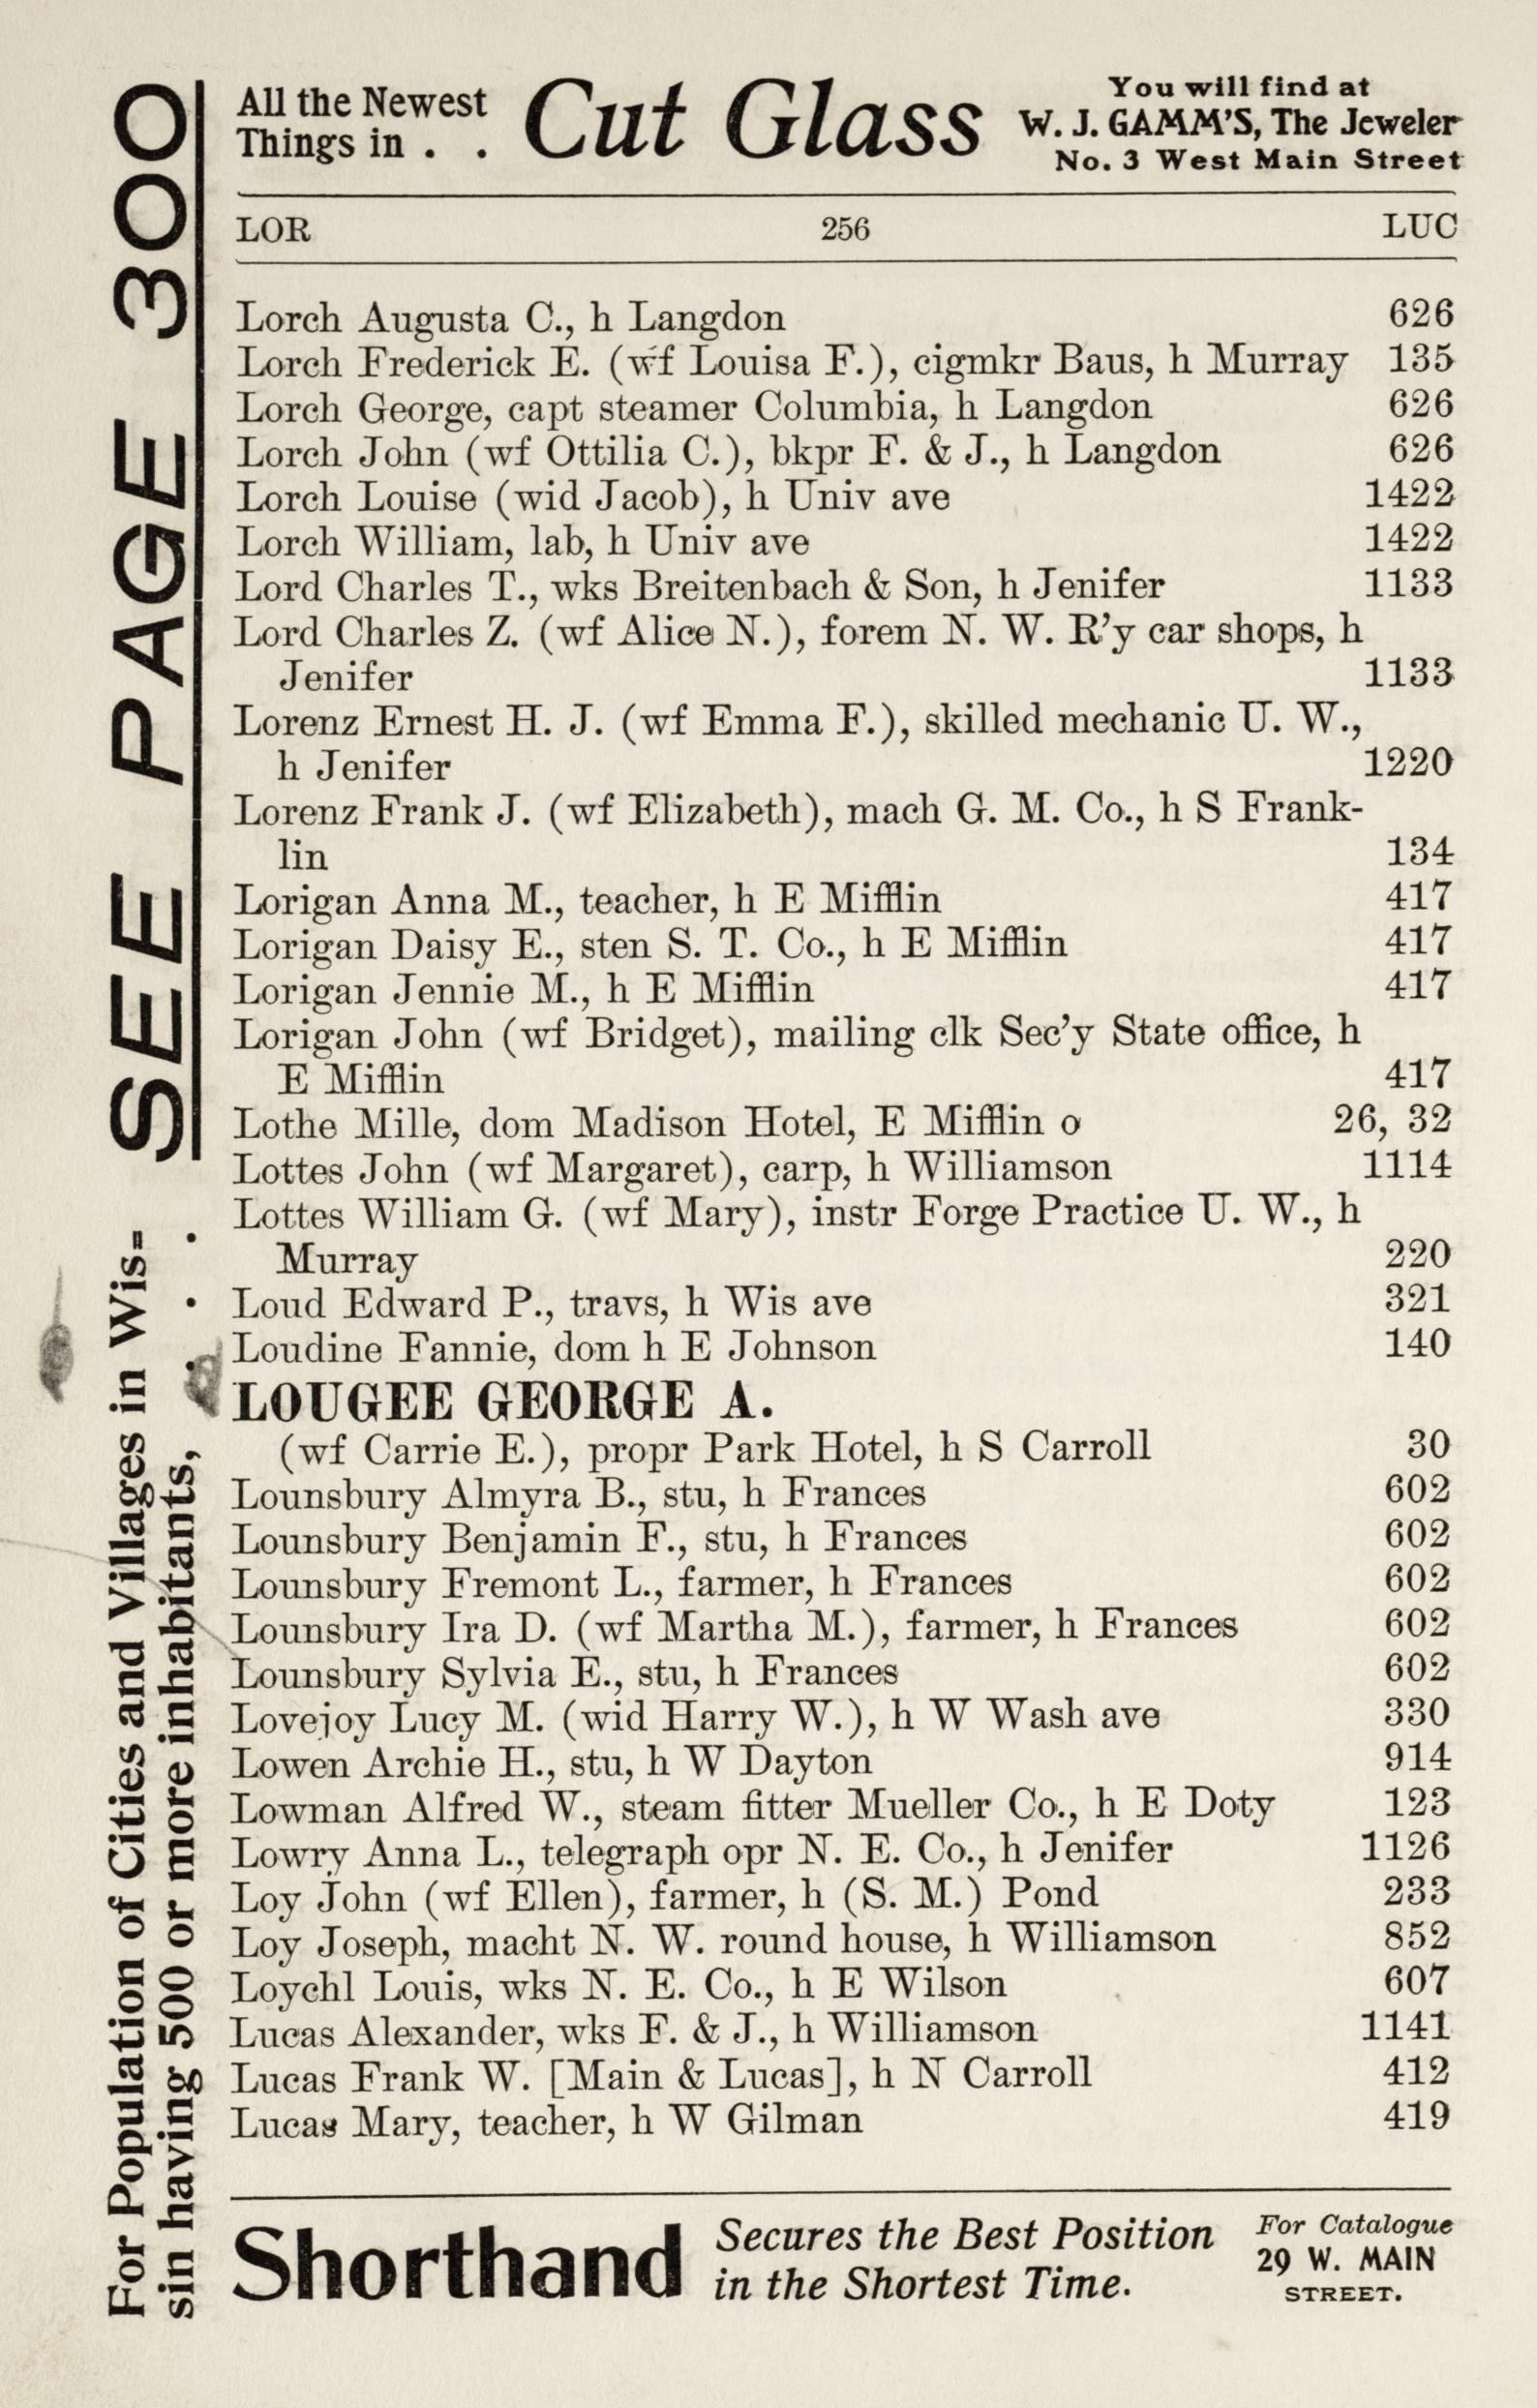 All the Newest
Things in . .
Cut Glass
You will find at
W. J. GAMM'S, The Jeweler
No. 3 West Main Street
LOR 256 LUC
Lorch Augusta C., h Langdon 626
Lorch Frederick E. (wf Louisa F.), cigmkr Baus, h Murray 135
Lorch George, capt steamer Columbia, h Langdon 626
Lorch John (wf Ottilia C.), bkpr F. & J., h Langdon 626
Lorch Louise (wid Jacob), h Univ ave 1422
Lorch William, lab, h Univ ave 1422
Lord Charles T., wks Breitenbach & Son, h Jenifer 1133
Lord Charles Z. (wf Alice N.), forem N. W. R'y car shops, h
Jenifer 1133
Lorenz Ernest H. J. (wf Emma F.), skilled mechanic U. W.,
h Jenifer 1220
Lorenz Frank J. (wf Elizabeth), mach G. M. Co., h S Frank-
lin 134
Lorigan Anna M., teacher, h E Mifflin 417
Lorigan Daisy E., sten S. T. Co., h E Mifflin 417
Lorigan Jennie M., h E Mifflin 417
Lorigan John (wf Bridget), mailing clk Sec'y State office, h
E Mifflin 417
Lothe Mille, dom Madison Hotel, E Mifflin o 26, 32
Lottes John (wf Margaret), carp, h Williamson 1114
Lottes William G. (wf Mary), instr Forge Practice U. W., h
Murray 220
Loud Edward P., travs, h Wis ave 321
Loudine Fannie, dom h E Johnson 140
LOUGEE GEORGE A.
(wf Carrie E.), propr Park Hotel, h S Carroll 30
Lounsbury Almyra B., stu, h Frances 602
Lounsbury Benjamin F., stu, h Frances 602
Lounsbury Fremont L., farmer, h Frances 602
Lounsbury Ira D. (wf Martha M.), farmer, h Frances 602
Lounsbury Sylvia E., stu, h Frances 602
Lovejoy Lucy M. (wid Harry W.), h W Wash ave 330
Lowen Archie H., stu, h W Dayton 914
Lowman Alfred W., steam fitter Mueller Co., h E Doty 123
Lowry Anna L., telegraph opr N. E. Co., h Jenifer 1126
Loy John (wf Ellen), farmer, h (S. M.) Pond 233
Loy Joseph, macht N. W. round house, h Williamson 852
Loychl Louis, wks N. E. Co., h E Wilson 607
Lucas Alexander, wks F. & J., h Williamson 1141
Lucas Frank W. [Main & Lucas], h N Carroll 412
Lucas Mary, teacher, h W Gilman 419
Shorthand
Secures the Best Position
in the Shortest Time.
For Catalogue
29 W. MAIN
STREET.
For Population of Cities and Villages in Wis-
sin having 500 or more inhabitants, . . .
SEE PAGE 300